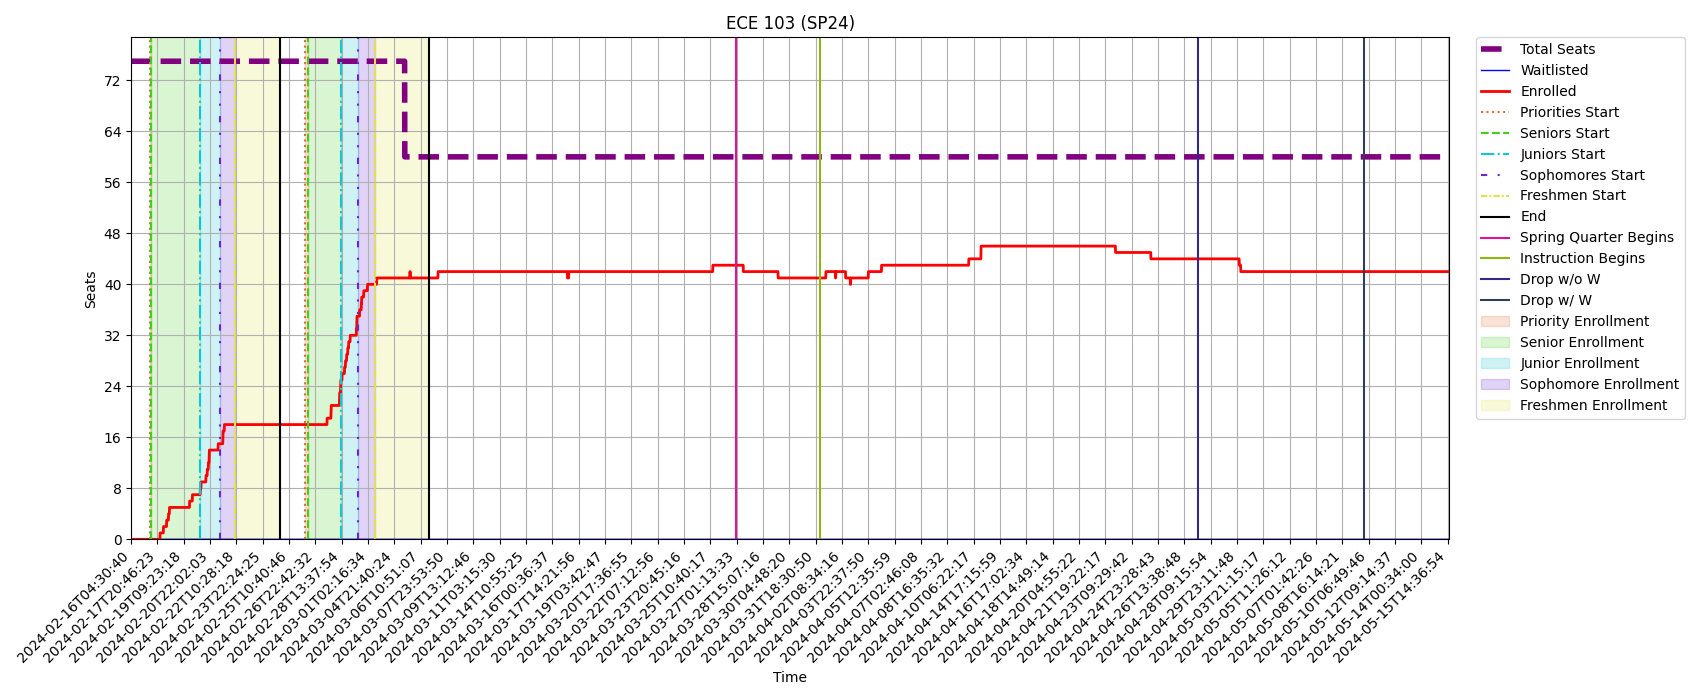 ECE 103 (SP24)
72
64
56
48
40
32
24
16
8
0
Seats
2024-02-16T04:30:40
2024-02-17T20:46:23
2024-02-19T09:23:18
2024-02-20T22:02:03
2024-02-22T10:28:18
2024-02-23T22:24:25
2024-02-25T10:40:46
2024-02-26T22:42:32
2024-02-28T13:37:54
2024-03-01T02:16:34
2024-03-04T21:40:24
2024-03-06T10:51:07
2024-03-07T23:53:50
2024-03-09T13:12:46
2024-03-11T03:15:30
2024-03-14T10:55:25
2024-03-16T00:36:37
2024-03-17T14:21:56
2024-03-19T03:42:47
2024-03-20T17:36:55
2024-03-22T07:12:56
2024-03-23T20:45:16
2024-03-25T10:40:17
2024-03-27T01:13:33
2024-03-28T15:07:16
2024-03-30T04:48:20
2024-03-31T18:30:50
2024-04-02T08:34:16
2024-04-03T22:37:50
2024-04-05T12:35:59
2024-04-07T02:46:08
2024-04-08T16:35:32
2024-04-10T06:22:17
2024-04-14T17:15:59
2024-04-16T17:02:34
2024-04-18T14:49:14
2024-04-20T04:55:22
2024-04-21T19:22:17
2024-04-23T09:29:42
2024-04-24T23:28:43
2024-04-26T13:38:48
2024-04-28T09:15:54
2024-04-29T23:11:48
2024-05-03T21:15:17
2024-05-05T11:26:12
2024-05-07T01:42:26
2024-05-08T16:14:21
2024-05-10T06:49:46
2024-05-12T09:14:37
2024-05-14T00:34:00
2024-05-15T14:36:54
Time
Total Seats
Waitlisted
Enrolled
Priorities Start
Seniors Start
Juniors Start
Sophomores Start
Freshmen Start
End
Spring Quarter Begins
Instruction Begins
Drop w/o W
Drop w/ W
Priority Enrollment
Senior Enrollment
Junior Enrollment
Sophomore Enrollment
Freshmen Enrollment